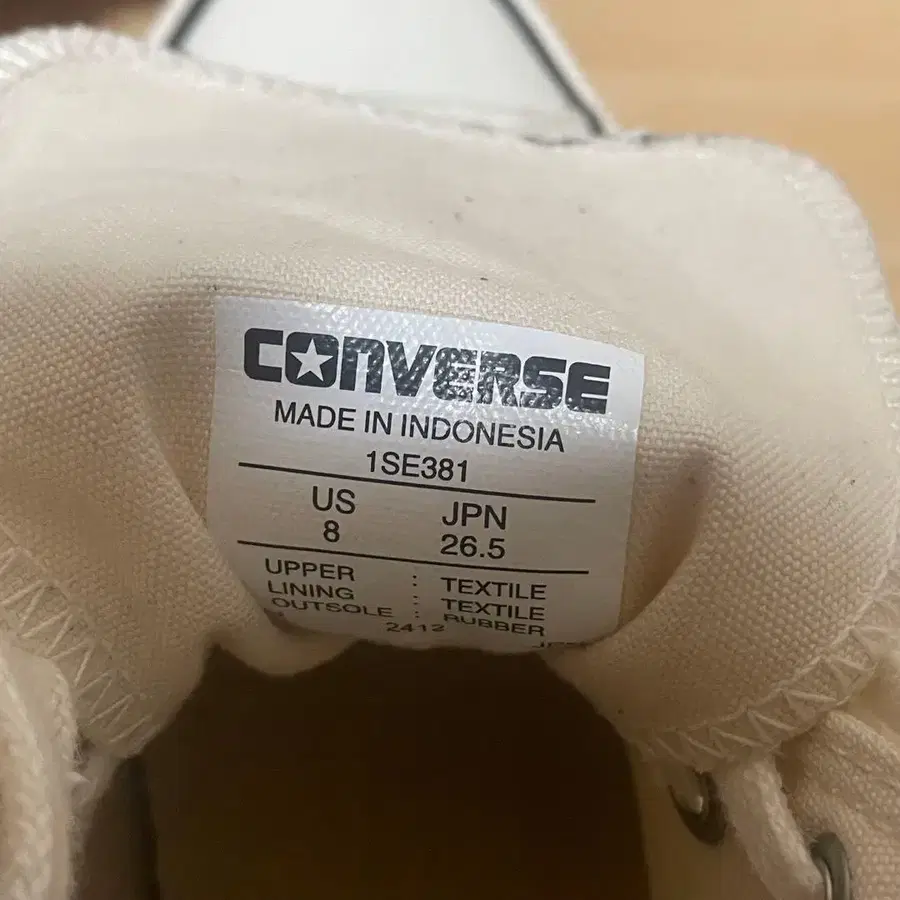 CONVERSE
MADE IN INDONESIA
1SE381
US JPN
8 26.5
UPPER : TEXTILE
LINING : TEXTILE
OUTSOLE : RUBBER
2412